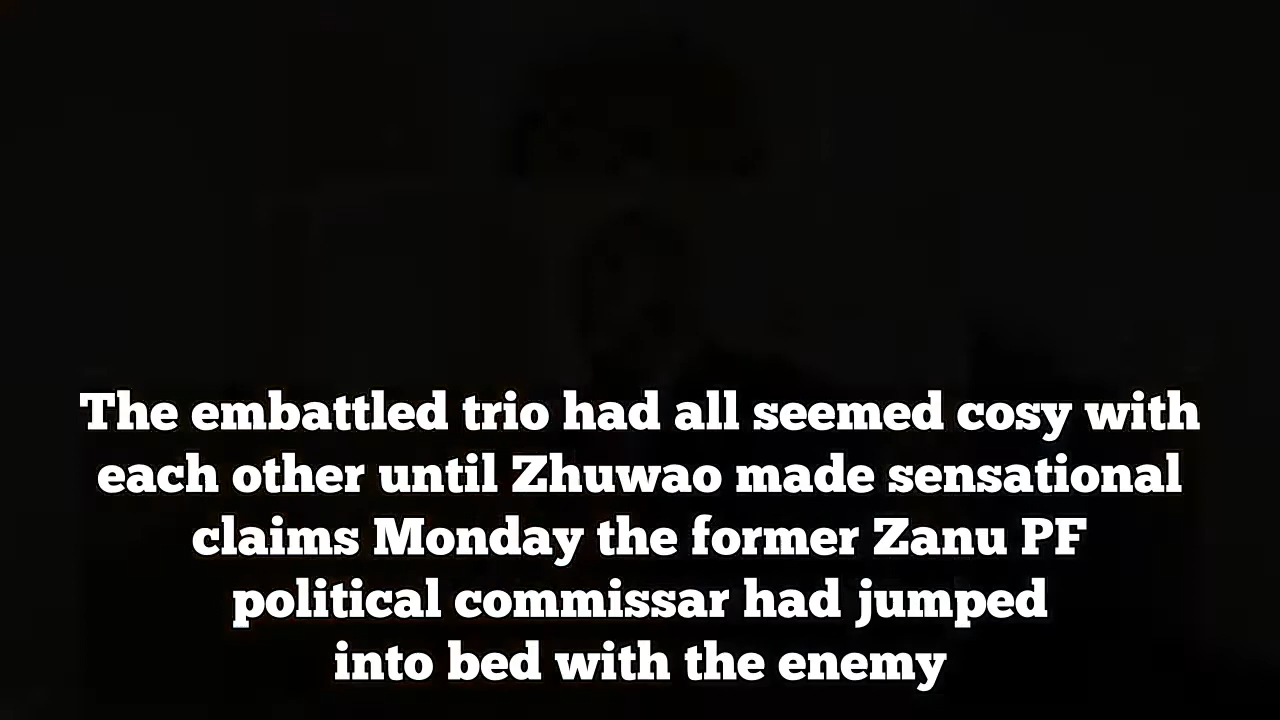 The embattled trio had all seemed cosy with
each other until Zhuwao made sensational
claims Monday the former Zanu PF
political commissar had jumped
into bed with the enemy